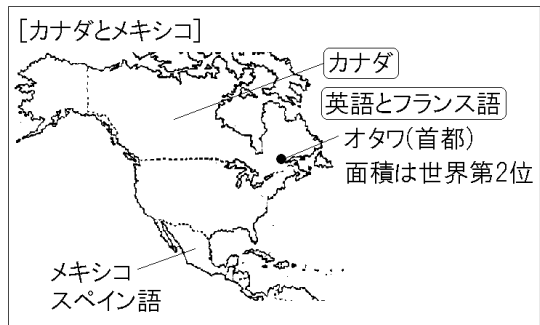 [カナダとメキシコ]
カナダ
英語とフランス語
オタワ(首都)
面積は世界第2位
メキシコ
スペイン語